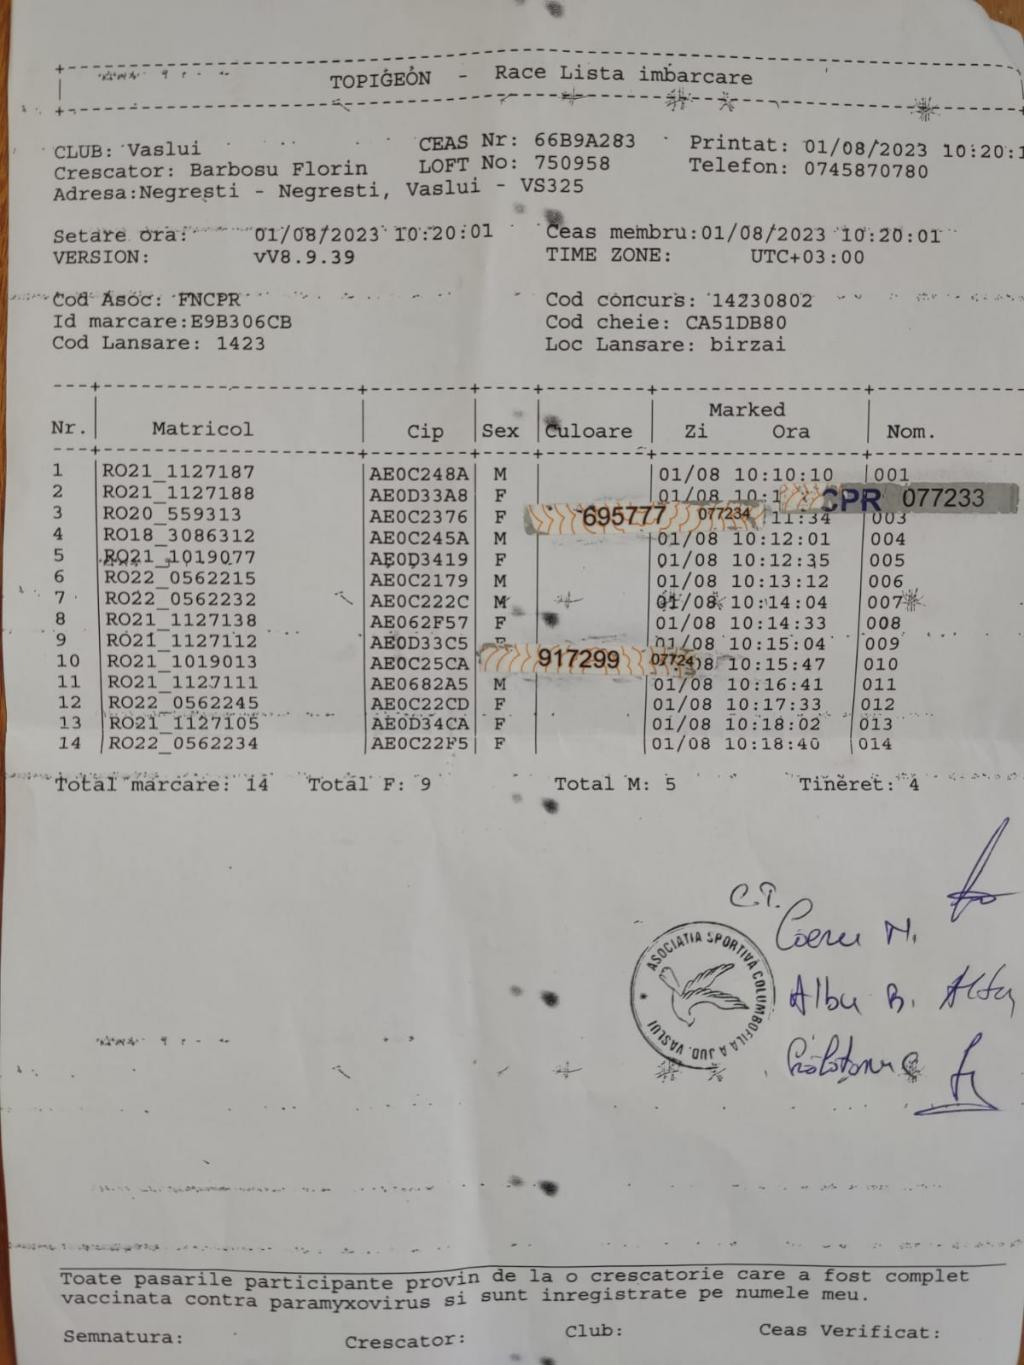 TOPIGEON - Race Lista imbarcare
CLUB: Vaslui CEAS Nr: 66B9A283 Printat: 01/08/2023 10:20:1
Crescator: Barbosu Florin LOFT No: 750958 Telefon: 0745870780
Adresa:Negresti - Negresti, Vaslui - VS325
Setare ora: 01/08/2023 10:20:01 Ceas membru:01/08/2023 10:20:01
VERSION: vV8.9.39 TIME ZONE: UTC+03:00
Cod Asoc: FNCPR Cod concurs: 14230802
Id marcare:E9B306CB Cod cheie: CA51DB80
Cod Lansare: 1423 Loc Lansare: birzai
Marked
Nr. Matricol Cip Sex Culoare Zi Ora Nom.
1 RO21_1127187 AE0C248A M 01/08 10:10:10 001
2 RO21_1127188 AE0D33A8 F 01/08 10:1 CPR 077233
3 RO20_559313 AE0C2376 F 695777 077234 11:34 003
4 RO18_3086312 AE0C245A M 01/08 10:12:01 004
5 RO21_1019077 AE0D3419 F 01/08 10:12:35 005
6 RO22_0562215 AE0C2179 M 01/08 10:13:12 006
7 RO22_0562232 AE0C222C M 01/08 10:14:04 007
8 RO21_1127138 AE062F57 F 01/08 10:14:33 008
9 RO21_1127112 AE0D33C5 F 01/08 10:15:04 009
10 RO21_1019013 AE0C25CA 917299 07724 08 10:15:47 010
11 RO21_1127111 AE0682A5 M 01/08 10:16:41 011
12 RO22_0562245 AE0C22CD F 01/08 10:17:33 012
13 RO21_1127105 AE0D34CA F 01/08 10:18:02 013
14 RO22_0562234 AE0C22F5 F 01/08 10:18:40 014
Total marcare: 14 Total F: 9 Total M: 5 Tineret: 4
C.T.
M.
Albu B. Albu
ASOCIATIA SPORTIVĂ COLUMBOFILA A JUD. VASLUI
Toate pasarile participante provin de la o crescatorie care a fost complet
vaccinata contra paramyxovirus si sunt inregistrate pe numele meu.
Semnatura: Crescator: Club: Ceas Verificat: